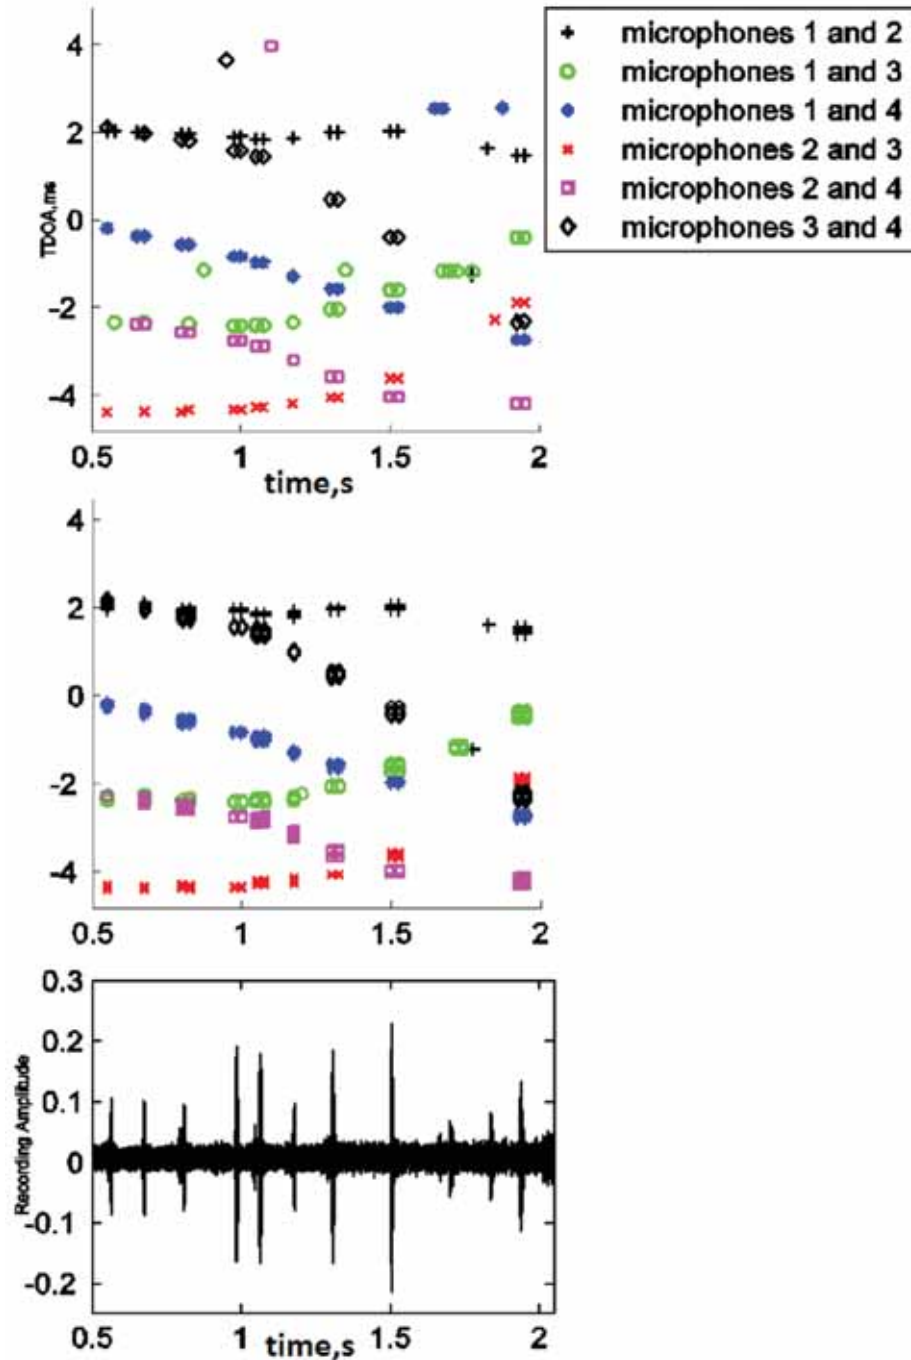 microphones 1 and 2
microphones 1 and 3
microphones 1 and 4
microphones 2 and 3
microphones 2 and 4
microphones 3 and 4
4
2
0
-2
-4
TDOA,ms
0.5 1 1.5 2
time,s
4
2
0
-2
-4
0.5 1 1.5 2
0.3
0.2
0.1
0
-0.1
-0.2
Recording Amplitude
0.5 1 1.5 2
time,s